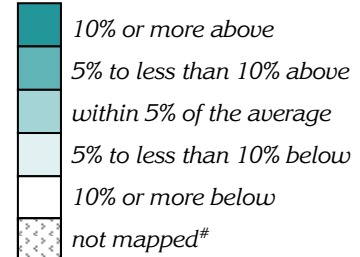 10% or more above
5% to less than 10% above
within 5% of the average
5% to less than 10% below
10% or more below
not mapped#